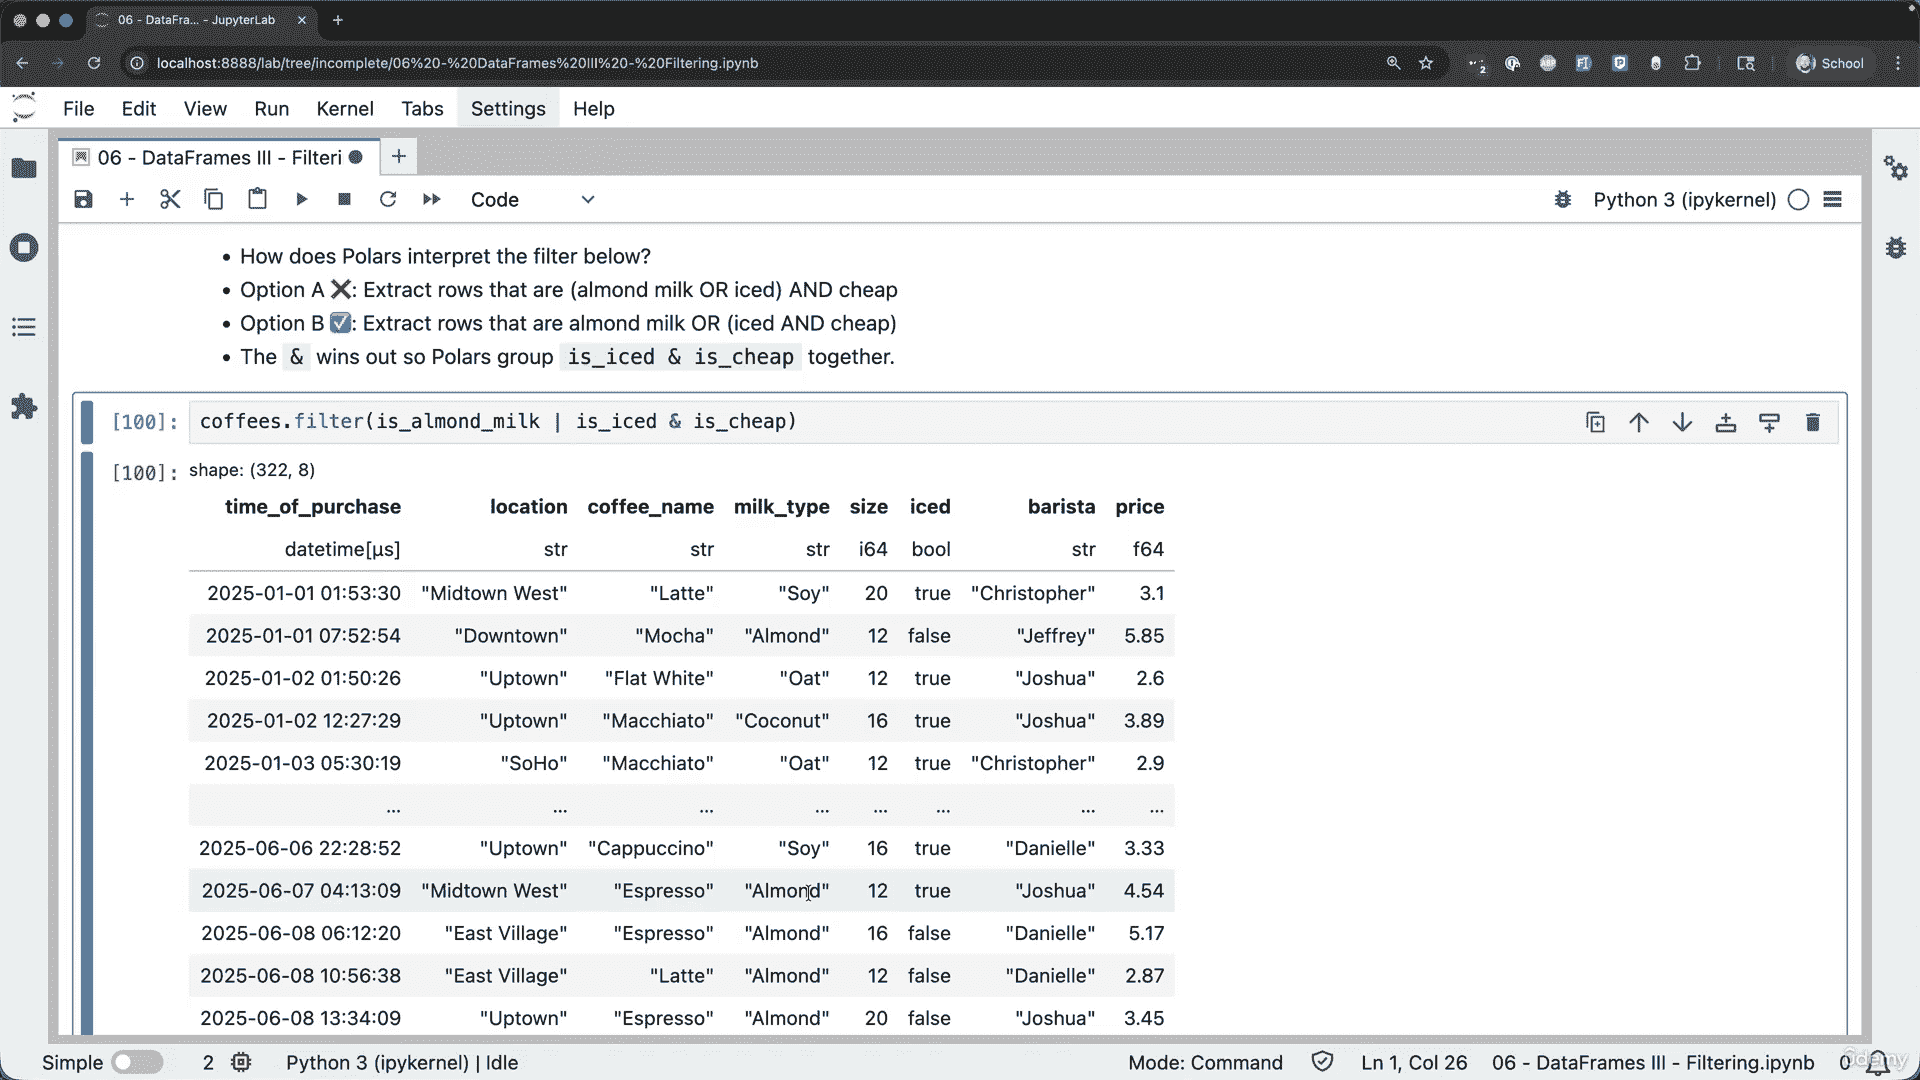 06 - DataFra... - JupyterLab
localhost:8888/lab/tree/incomplete/06%20-%20DataFrames%20III%20-%20Filtering.ipynb
2
School
File Edit View Run Kernel Tabs Settings Help
06 - DataFrames III - Filteri
Code
Python 3 (ipykernel)
• How does Polars interpret the filter below?
• Option A ❌: Extract rows that are (almond milk OR iced) AND cheap
• Option B ☑: Extract rows that are almond milk OR (iced AND cheap)
• The & wins out so Polars group is_iced & is_cheap together.
[100]: coffees.filter(is_almond_milk | is_iced & is_cheap)
[100]: shape: (322, 8)
time_of_purchase location coffee_name milk_type size iced barista price
datetime[μs] str str str i64 bool str f64
2025-01-01 01:53:30 "Midtown West" "Latte" "Soy" 20 true "Christopher" 3.1
2025-01-01 07:52:54 "Downtown" "Mocha" "Almond" 12 false "Jeffrey" 5.85
2025-01-02 01:50:26 "Uptown" "Flat White" "Oat" 12 true "Joshua" 2.6
2025-01-02 12:27:29 "Uptown" "Macchiato" "Coconut" 16 true "Joshua" 3.89
2025-01-03 05:30:19 "SoHo" "Macchiato" "Oat" 12 true "Christopher" 2.9
... ... ... ... ... ... ... ...
2025-06-06 22:28:52 "Uptown" "Cappuccino" "Soy" 16 true "Danielle" 3.33
2025-06-07 04:13:09 "Midtown West" "Espresso" "Almond" 12 true "Joshua" 4.54
2025-06-08 06:12:20 "East Village" "Espresso" "Almond" 16 false "Danielle" 5.17
2025-06-08 10:56:38 "East Village" "Latte" "Almond" 12 false "Danielle" 2.87
2025-06-08 13:34:09 "Uptown" "Espresso" "Almond" 20 false "Joshua" 3.45
Simple 2 Python 3 (ipykernel) | Idle Mode: Command Ln 1, Col 26 06 - DataFrames III - Filtering.ipynb 0
Udemy